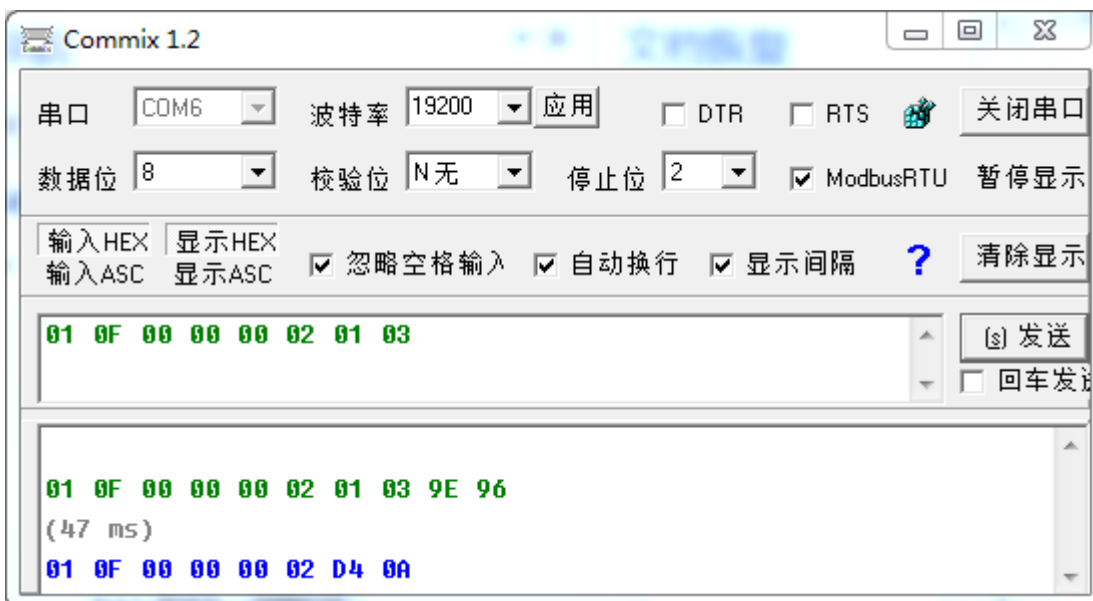 Commix 1.2
串口 COM6 波特率 19200 应用 DTR RTS 关闭串口
数据位 8 校验位 N无 停止位 2 ModbusRTU 暂停显示
输入HEX 显示HEX
输入ASC 显示ASC 忽略空格输入 自动换行 显示间隔 ? 清除显示
01 0F 00 00 00 02 01 03 (s) 发送
回车发送
01 0F 00 00 00 02 01 03 9E 96
(47 ms)
01 0F 00 00 00 02 D4 0A